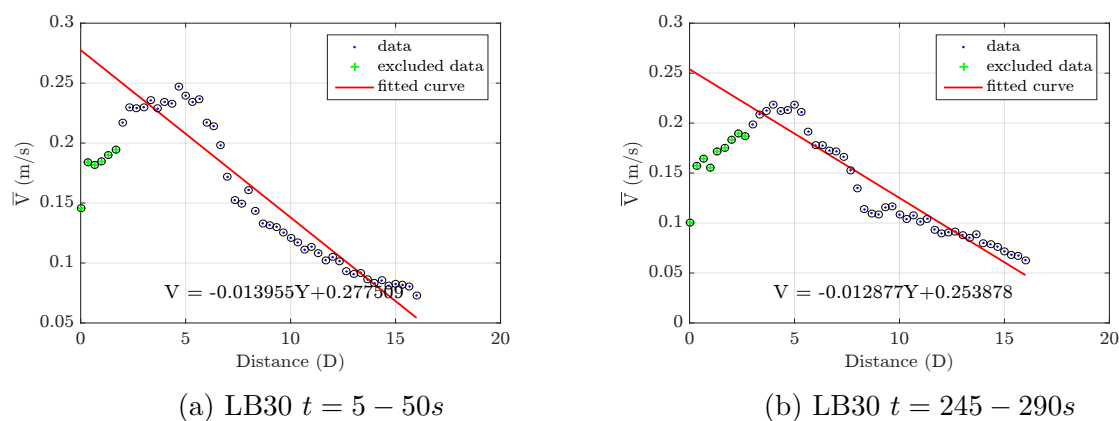 0.3
0.25
0.2
0.15
0.1
0.05
V̅ (m/s)
data
excluded data
fitted curve
V = -0.013955Y+0.277509
0 5 10 15 20
Distance (D)
(a) LB30 t = 5 − 50s
0.3
0.25
0.2
0.15
0.1
0.05
0
V̅ (m/s)
data
excluded data
fitted curve
V = -0.012877Y+0.253878
0 5 10 15 20
Distance (D)
(b) LB30 t = 245 − 290s